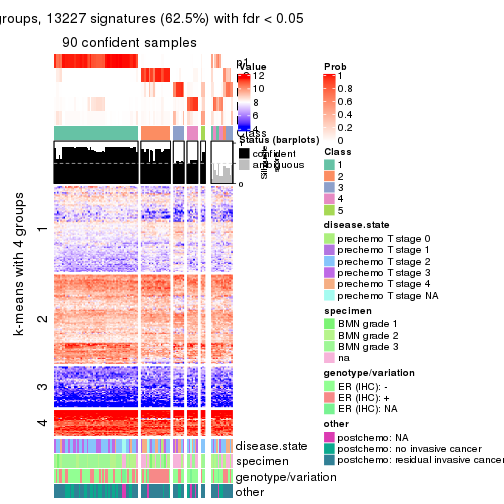 groups, 13227 signatures (62.5%) with fdr < 0.05
90 confident samples
k-means with 4 groups
1
2
3
4
Class
disease.state
specimen
genotype/variation
other
Value
12
10
8
6
4
Status (barplots)
confident
ambiguous
0
Prob
1
0.8
0.6
0.4
0.2
0
Class
1
2
3
4
5
disease.state
prechemo T stage 0
prechemo T stage 1
prechemo T stage 2
prechemo T stage 3
prechemo T stage 4
prechemo T stage NA
specimen
BMN grade 1
BMN grade 2
BMN grade 3
na
genotype/variation
ER (IHC): -
ER (IHC): +
ER (IHC): NA
other
postchemo: NA
postchemo: no invasive cancer
postchemo: residual invasive cancer